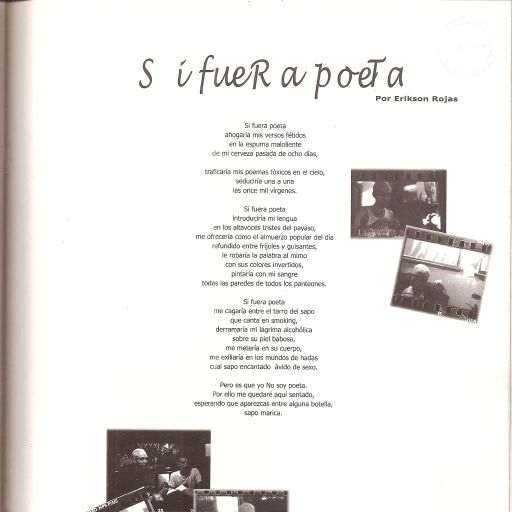 Si fueRa poeTa
Por Erikson Rojas
Si fuera poeta
ahogaría mis versos fétidos
en la espuma maloliente
de mi cerveza pasada de ocho días,
traficaría mis poemas tóxicos en el cielo,
seduciría una a una
las once mil vírgenes.
Si fuera poeta
introduciría mi lengua
en los altavoces tristes del payaso,
me ofrecería como el almuerzo popular del día
refundido entre fríjoles y guisantes,
le robaría la palabra al mimo
con sus colores invertidos,
pintaría con mi sangre
todas las paredes de todos los panteones.
Si fuera poeta
me cagaría entre el tarro del sapo
que canta en smoking,
derramaría mi lágrima alcohólica
sobre su piel babosa,
me metería en su cuerpo,
me exiliaría en los mundos de hadas
cual sapo encantado ávido de sexo.
Pero es que yo No soy poeta.
Por ello me quedaré aquí sentado,
esperando que aparezcas entre alguna botella,
sapo marica.